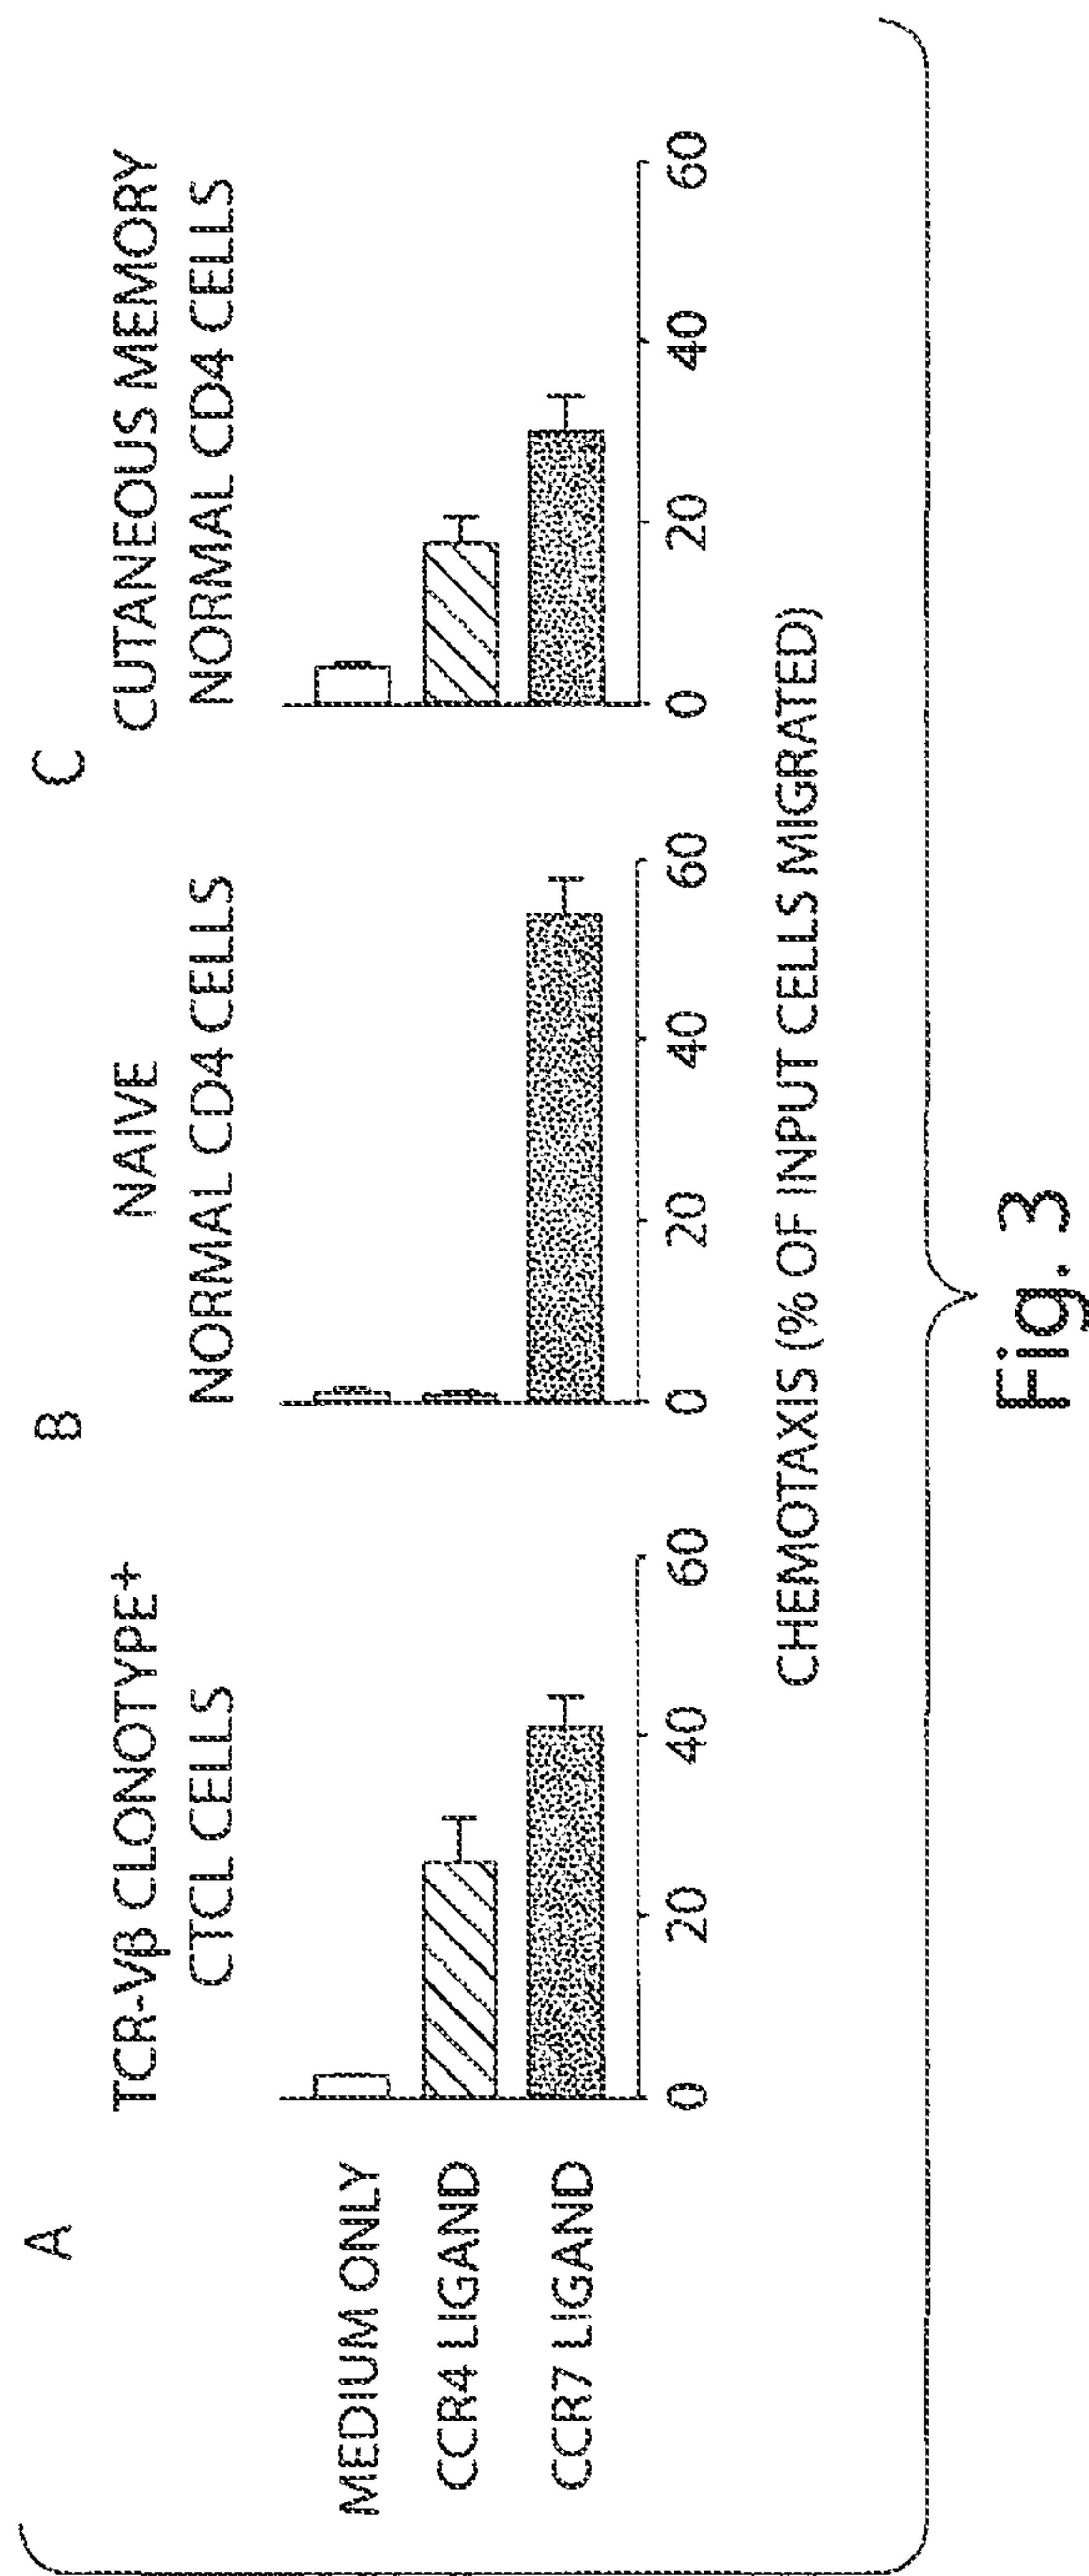 A
TCR-Vβ CLONOTYPE+
CTCL CELLS
B
NAIVE
NORMAL CD4 CELLS
C
CUTANEOUS MEMORY
NORMAL CD4 CELLS
MEDIUM ONLY
CCR4 LIGAND
CCR7 LIGAND
0 20 40 60
0 20 40 60
0 20 40 60
CHEMOTAXIS (% OF INPUT CELLS MIGRATED)
Fig. 3